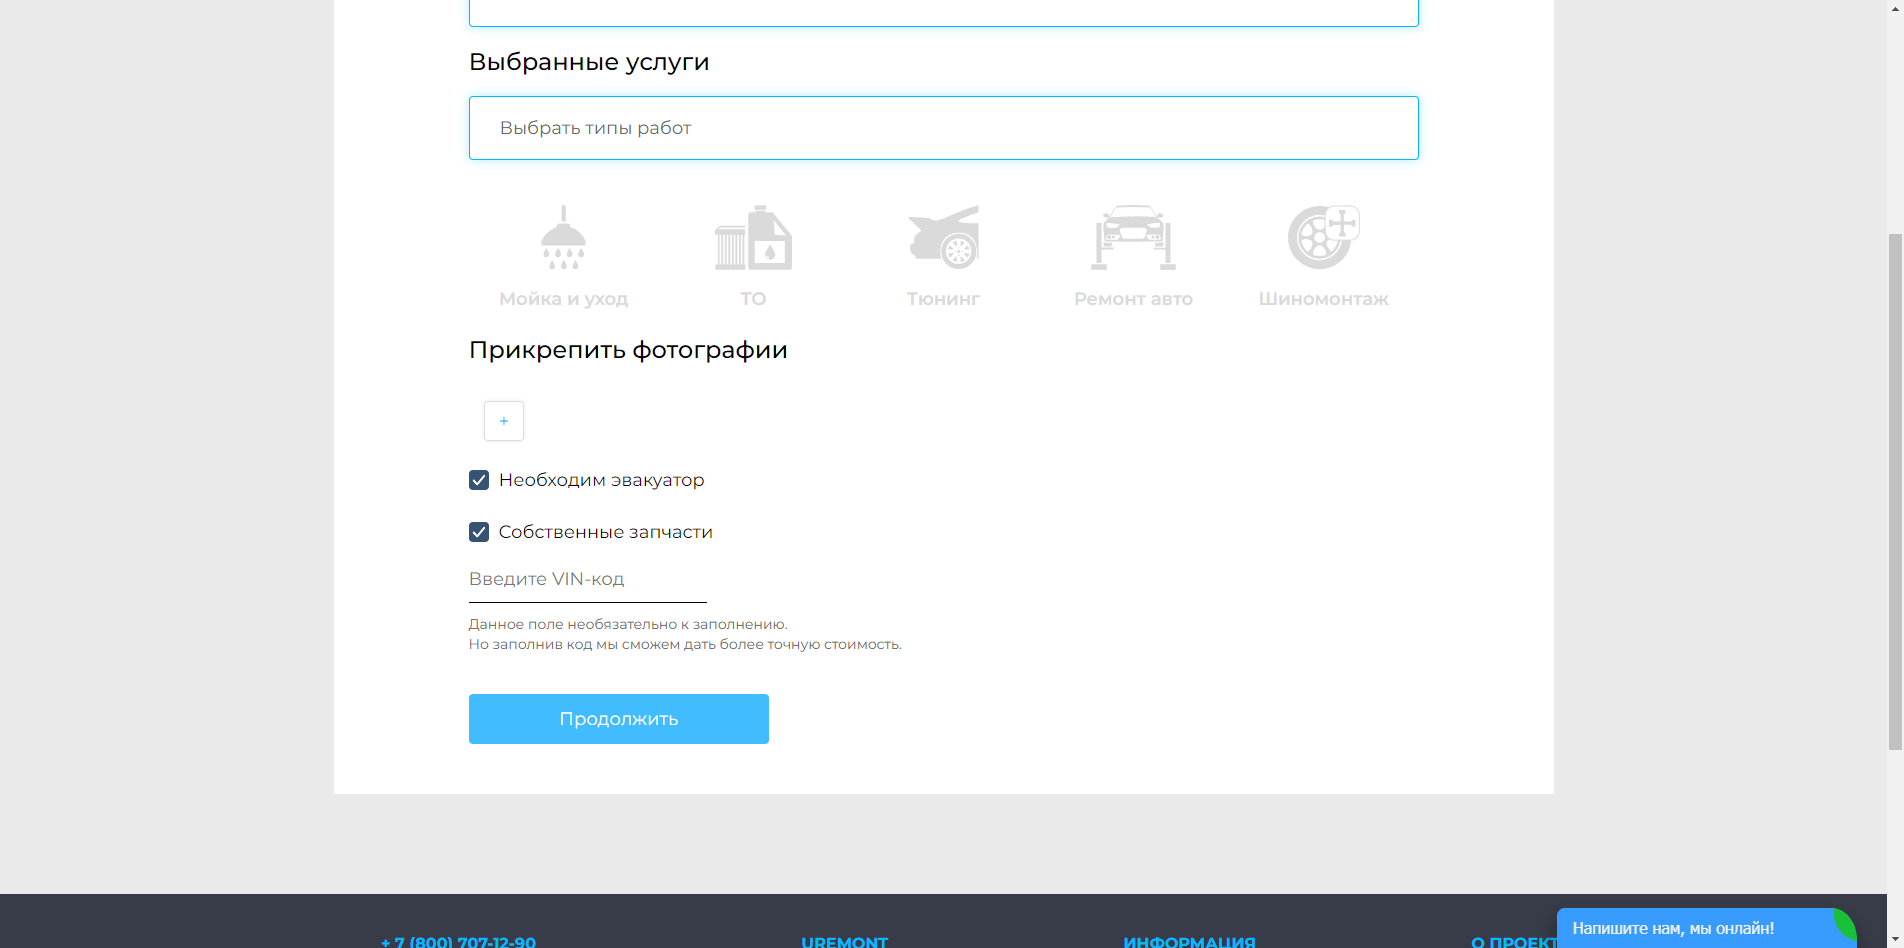 Выбранные услуги
Выбрать типы работ
Мойка и уход
ТО
Тюнинг
Ремонт авто
Шиномонтаж
Прикрепить фотографии
+
Необходим эвакуатор
Собственные запчасти
Введите VIN-код
Данное поле необязательно к заполнению.
Но заполнив код мы сможем дать более точную стоимость.
Продолжить
+ 7 (800) 707-12-90
UREMONT
ИНФОРМАЦИЯ
О ПРОЕКТ
Напишите нам, мы онлайн!